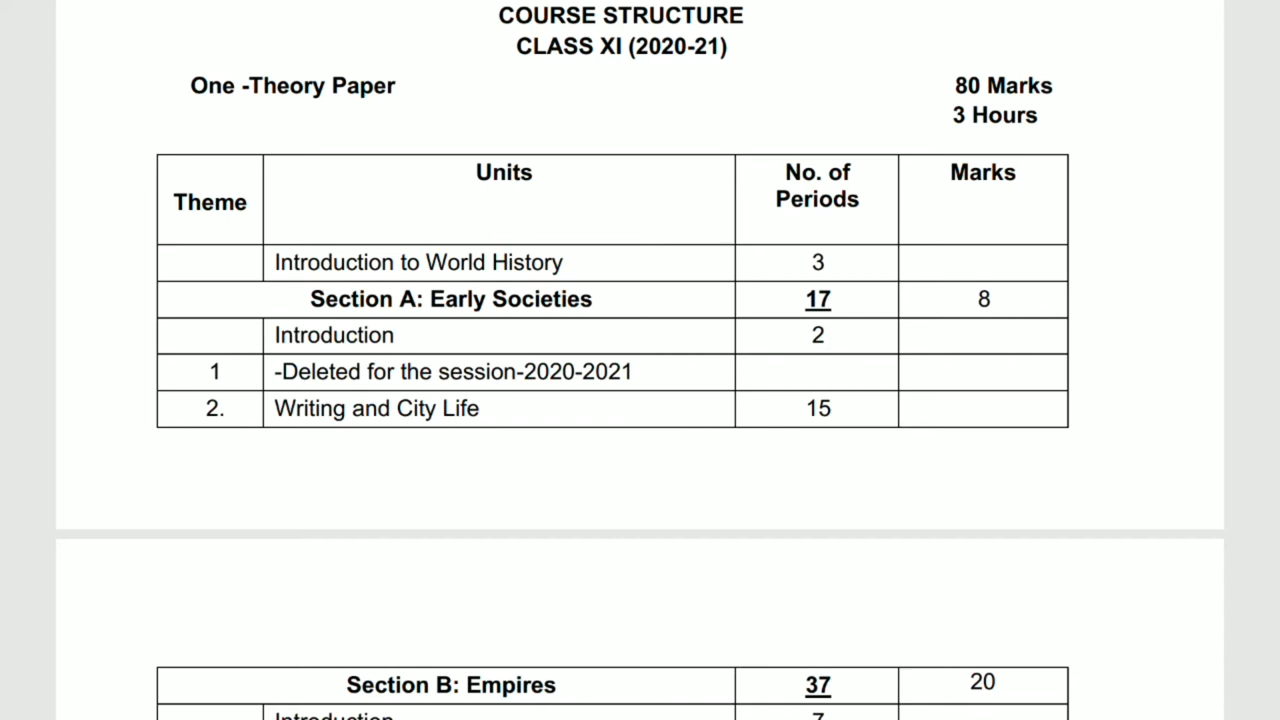 COURSE STRUCTURE
CLASS XI (2020-21)
One -Theory Paper 80 Marks
3 Hours
Theme Units No. of Periods Marks
Introduction to World History 3
Section A: Early Societies 17 8
Introduction 2
1 -Deleted for the session-2020-2021
2. Writing and City Life 15
Section B: Empires 37 20
Introduction 7